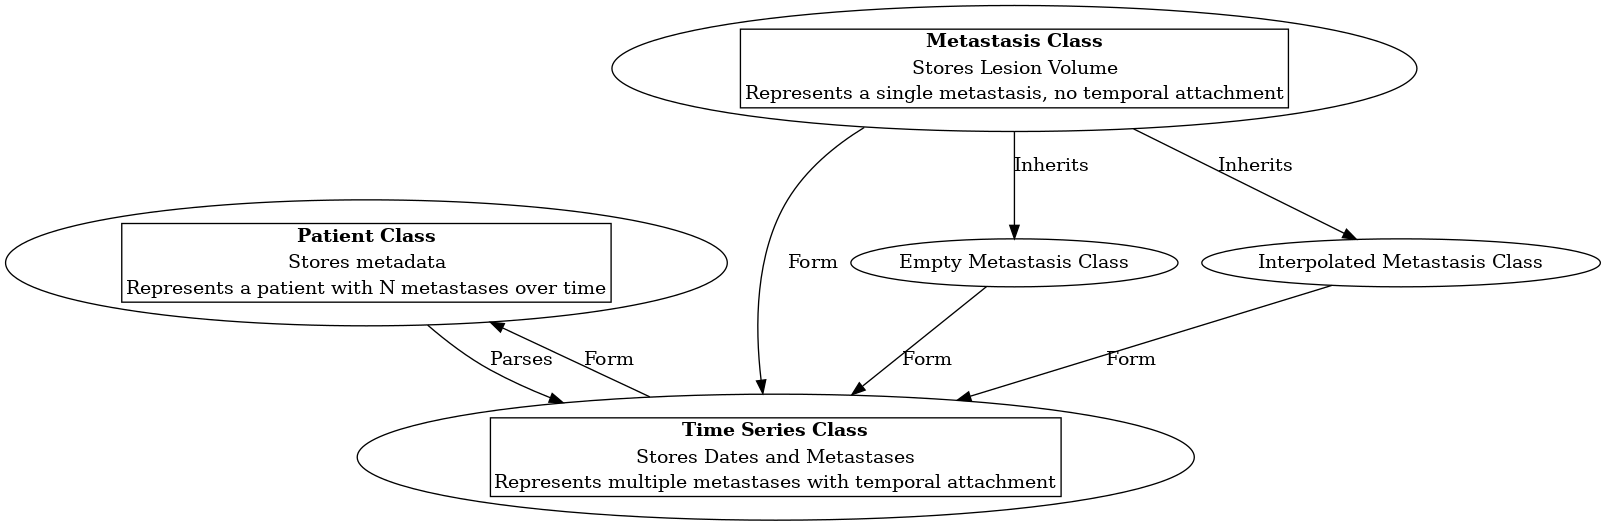 Metastasis Class
Stores Lesion Volume
Represents a single metastasis, no temporal attachment
Inherits
Inherits
Patient Class
Stores metadata
Represents a patient with N metastases over time
Form
Empty Metastasis Class
Interpolated Metastasis Class
Parses
Form
Form
Form
Time Series Class
Stores Dates and Metastases
Represents multiple metastases with temporal attachment